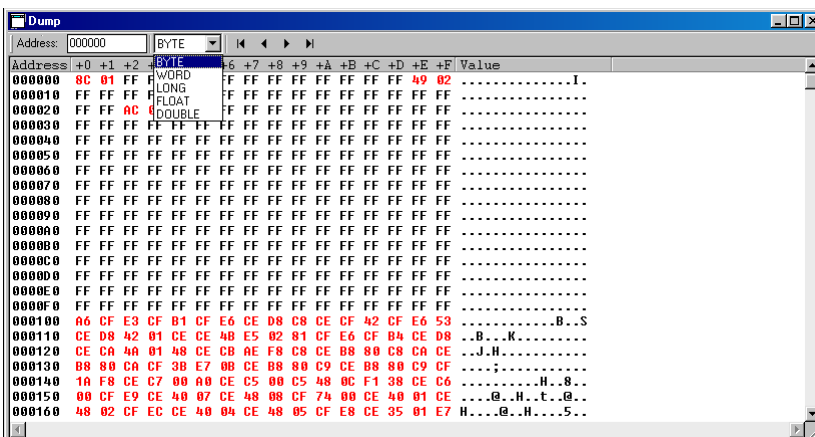 Dump
Address: 000000 BYTE
BYTE
WORD
LONG
FLOAT
DOUBLE
Address +0 +1 +2 +6 +7 +8 +9 +A +B +C +D +E +F Value
000000 8C 01 FF FF FF FF FF FF FF FF FF 49 02 ..............I.
000010 FF FF FF FF FF FF FF FF FF FF FF FF FF ................
000020 FF FF AC FF FF FF FF FF FF FF FF FF FF ................
000030 FF FF FF FF FF FF FF FF FF FF FF FF FF FF FF FF ................
000040 FF FF FF FF FF FF FF FF FF FF FF FF FF FF FF FF ................
000050 FF FF FF FF FF FF FF FF FF FF FF FF FF FF FF FF ................
000060 FF FF FF FF FF FF FF FF FF FF FF FF FF FF FF FF ................
000070 FF FF FF FF FF FF FF FF FF FF FF FF FF FF FF FF ................
000080 FF FF FF FF FF FF FF FF FF FF FF FF FF FF FF FF ................
000090 FF FF FF FF FF FF FF FF FF FF FF FF FF FF FF FF ................
0000A0 FF FF FF FF FF FF FF FF FF FF FF FF FF FF FF FF ................
0000B0 FF FF FF FF FF FF FF FF FF FF FF FF FF FF FF FF ................
0000C0 FF FF FF FF FF FF FF FF FF FF FF FF FF FF FF FF ................
0000D0 FF FF FF FF FF FF FF FF FF FF FF FF FF FF FF FF ................
0000E0 FF FF FF FF FF FF FF FF FF FF FF FF FF FF FF FF ................
0000F0 FF FF FF FF FF FF FF FF FF FF FF FF FF FF FF FF ................
000100 A6 CF E3 CF B1 CF E6 CE D8 C8 CE CF 42 CF E6 53 ............B..S
000110 CE D8 42 01 CE CE 4B E5 02 81 CF E6 CF B4 CE D8 ..B...K.........
000120 CE CA 4A 01 48 CE CB AE F8 C8 CE B8 80 C8 CA CE ..J.H...........
000130 B8 80 CA CF 3B E7 0B CE B8 80 C9 CE B8 80 C9 CF ....;...........
000140 1A F8 CE C7 00 A0 CE C5 00 C5 48 0C F1 38 CE C6 ..........H..8..
000150 00 CF E9 CE 40 07 CE 48 08 CF 74 00 CE 40 01 CE ....@..H..t..@..
000160 48 02 CF EC CE 40 04 CE 48 05 CF E8 CE 35 01 E7 H....@..H....5..